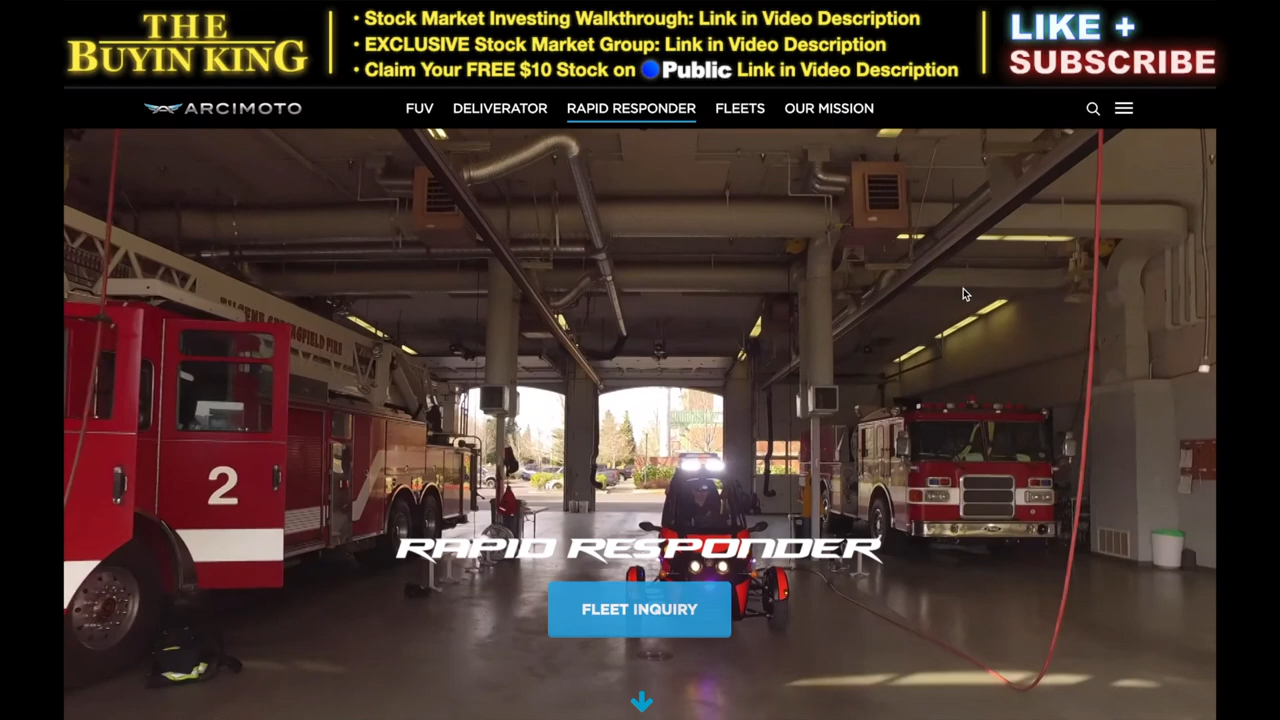 THE
BUYIN KING
• Stock Market Investing Walkthrough: Link in Video Description
• EXCLUSIVE Stock Market Group: Link in Video Description
• Claim Your FREE $10 Stock on Public Link in Video Description
LIKE +
SUBSCRIBE
ARCIMOTO
FUV
DELIVERATOR
RAPID RESPONDER
FLEETS
OUR MISSION
2
RAPID RESPONDER
FLEET INQUIRY